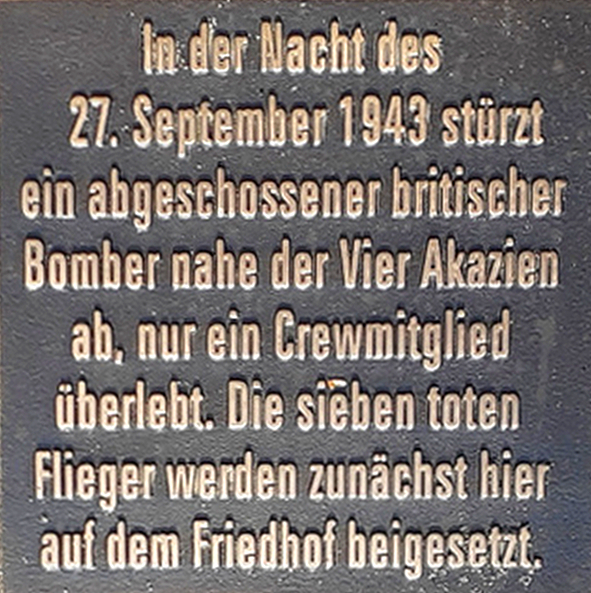 In der Nacht des
27. September 1943 stürzt
ein abgeschossener britischer
Bomber nahe der Vier Akazien
ab, nur ein Crewmitglied
überlebt. Die sieben toten
Flieger werden zunächst hier
auf dem Friedhof beigesetzt.